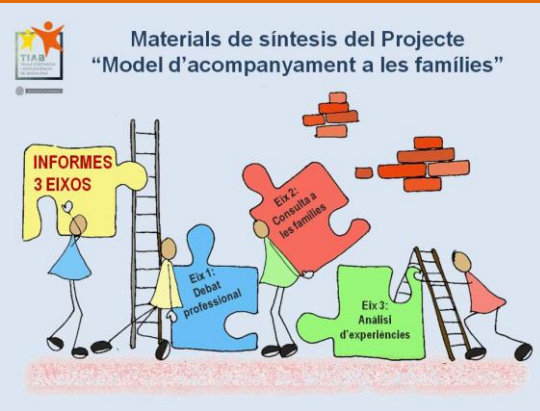 Materials de síntesis del Projecte
“Model d’acompanyament a les famílies”
TIAB
INFORMES
3 EIXOS
Eix 1:
Debat
professional
Eix 2:
Consulta a
les famílies
Eix 3:
Anàlisi
d’experiències